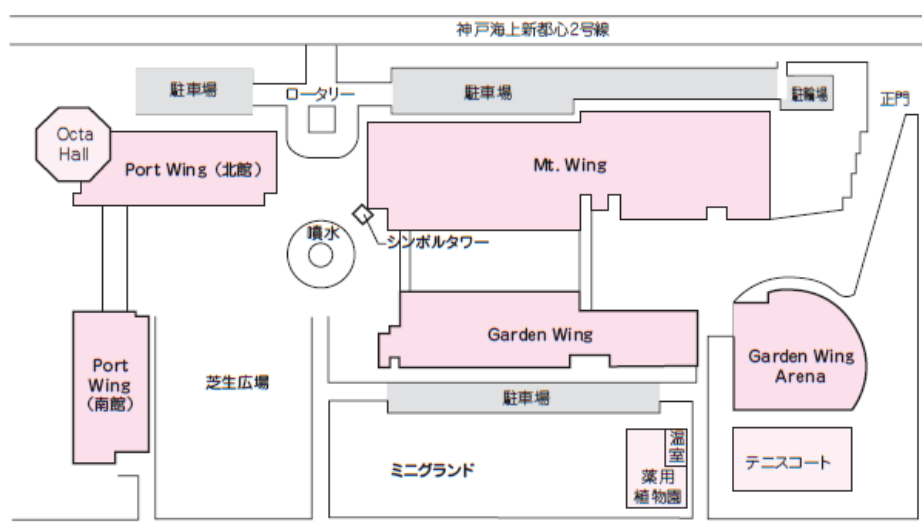 神戸海上新都心2号線
駐車場
ロータリー
駐車場
駐輪場
正門
Octa
Hall
Port Wing（北館）
Mt. Wing
噴水
シンボルタワー
Garden Wing
Port
Wing
（南館）
芝生広場
Garden Wing
Arena
駐車場
ミニグランド
温
室
薬用
植物園
テニスコート